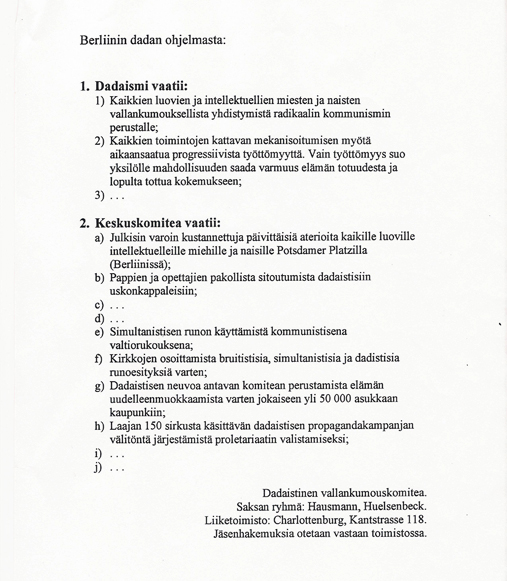 Berliinin dadan ohjelmasta:
1. Dadaismi vaatii:
1) Kaikkien luovien ja intellektuellien miesten ja naisten
vallankumouksellista yhdistymistä radikaalin kommunismin
perustalle;
2) Kaikkien toimintojen kattavan mekanisoitumisen myötä
aikaansaatua progressiivista työttömyyttä. Vain työttömyys suo
yksilölle mahdollisuuden saada varmuus elämän totuudesta ja
lopulta tottua kokemukseen;
3) . . .
2. Keskuskomitea vaatii:
a) Julkisin varoin kustannettuja päivittäisiä aterioita kaikille luoville
intellektuelleille miehille ja naisille Potsdamer Platzilla
(Berliinissä);
b) Pappien ja opettajien pakollista sitoutumista dadaistisiin
uskonkappaleisiin;
c) . . .
d) . . .
e) Simultanistisen runon käyttämistä kommunistisena
valtiorukouksena;
f) Kirkkojen osoittamista bruitistisia, simultanistisia ja dadistisia
runoesityksiä varten;
g) Dadaistisen neuvoa antavan komitean perustamista elämän
uudelleenmuokkaamista varten jokaiseen yli 50 000 asukkaan
kaupunkiin;
h) Laajan 150 sirkusta käsittävän dadaistisen propagandakampanjan
välitöntä järjestämistä proletariaatin valistamiseksi;
i) . . .
j) . . .
Dadaistinen vallankumouskomitea.
Saksan ryhmä: Hausmann, Huelsenbeck.
Liiketoimisto: Charlottenburg, Kantstrasse 118.
Jäsenhakemuksia otetaan vastaan toimistossa.